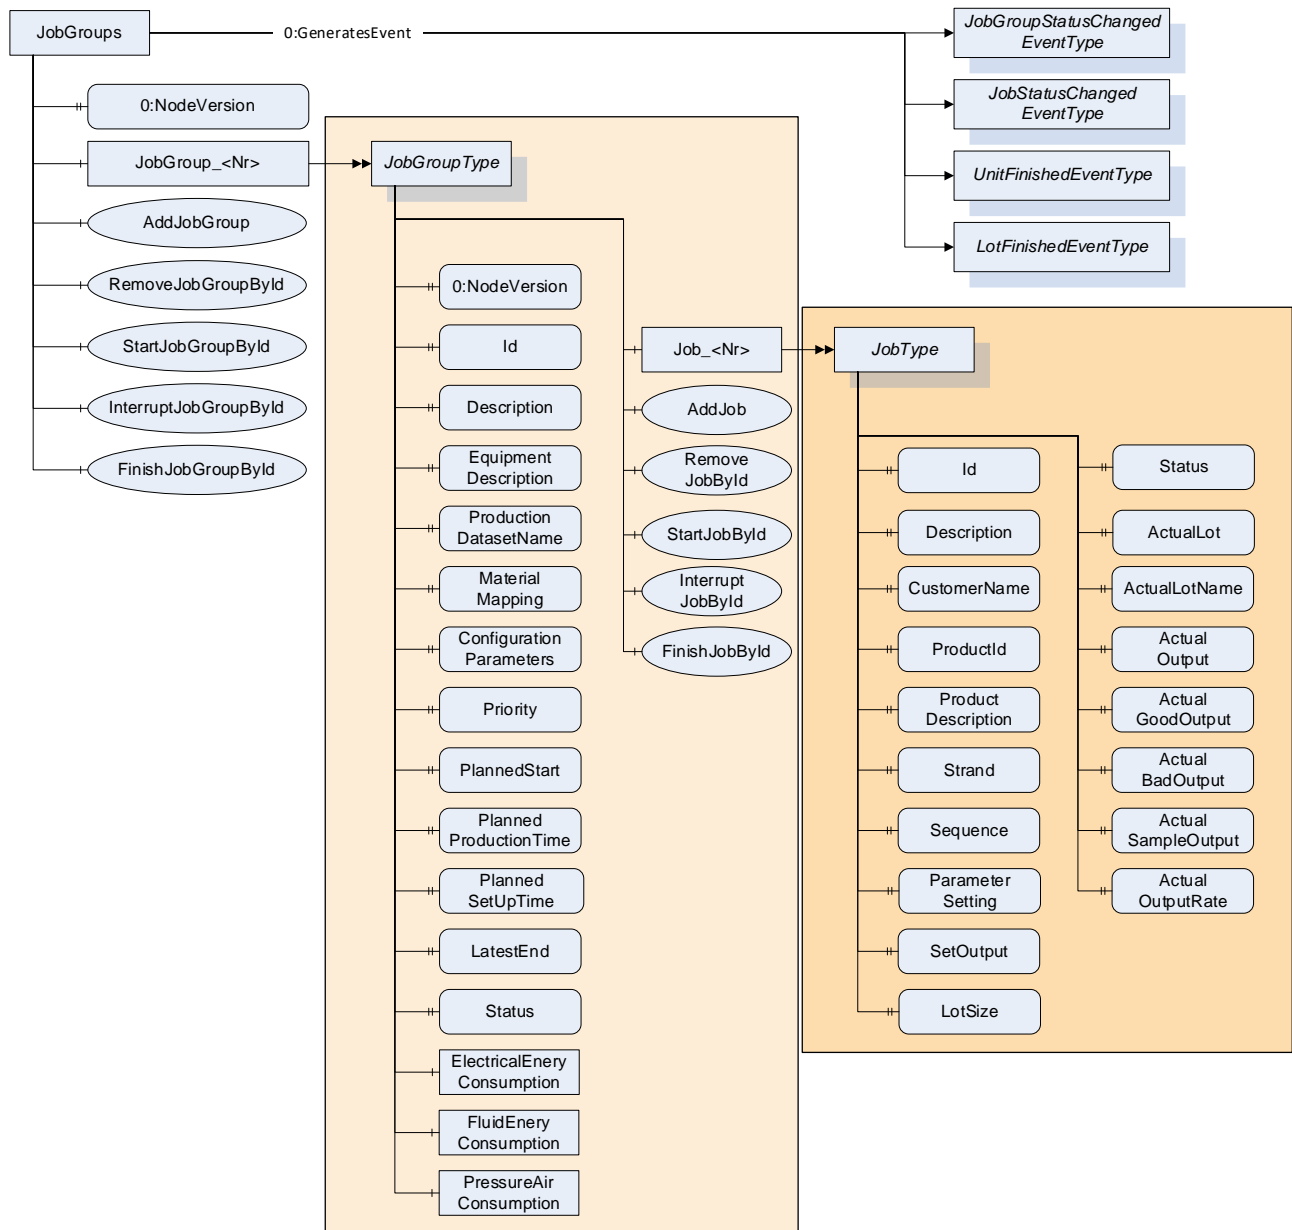 JobGroups
0:GeneratesEvent
JobGroupStatusChanged
EventType
JobStatusChanged
EventType
UnitFinishedEventType
LotFinishedEventType
0:NodeVersion
JobGroup_<Nr>
AddJobGroup
RemoveJobGroupById
StartJobGroupById
InterruptJobGroupById
FinishJobGroupById
JobGroupType
0:NodeVersion
Id
Description
Equipment
Description
Production
DatasetName
Material
Mapping
Configuration
Parameters
Priority
PlannedStart
Planned
ProductionTime
Planned
SetUpTime
LatestEnd
Status
ElectricalEnery
Consumption
FluidEnery
Consumption
PressureAir
Consumption
Job_<Nr>
AddJob
Remove
JobById
StartJobById
Interrupt
JobById
FinishJobById
JobType
Id
Description
CustomerName
ProductId
Product
Description
Strand
Sequence
Parameter
Setting
SetOutput
LotSize
Status
ActualLot
ActualLotName
Actual
Output
Actual
GoodOutput
Actual
BadOutput
Actual
SampleOutput
Actual
OutputRate